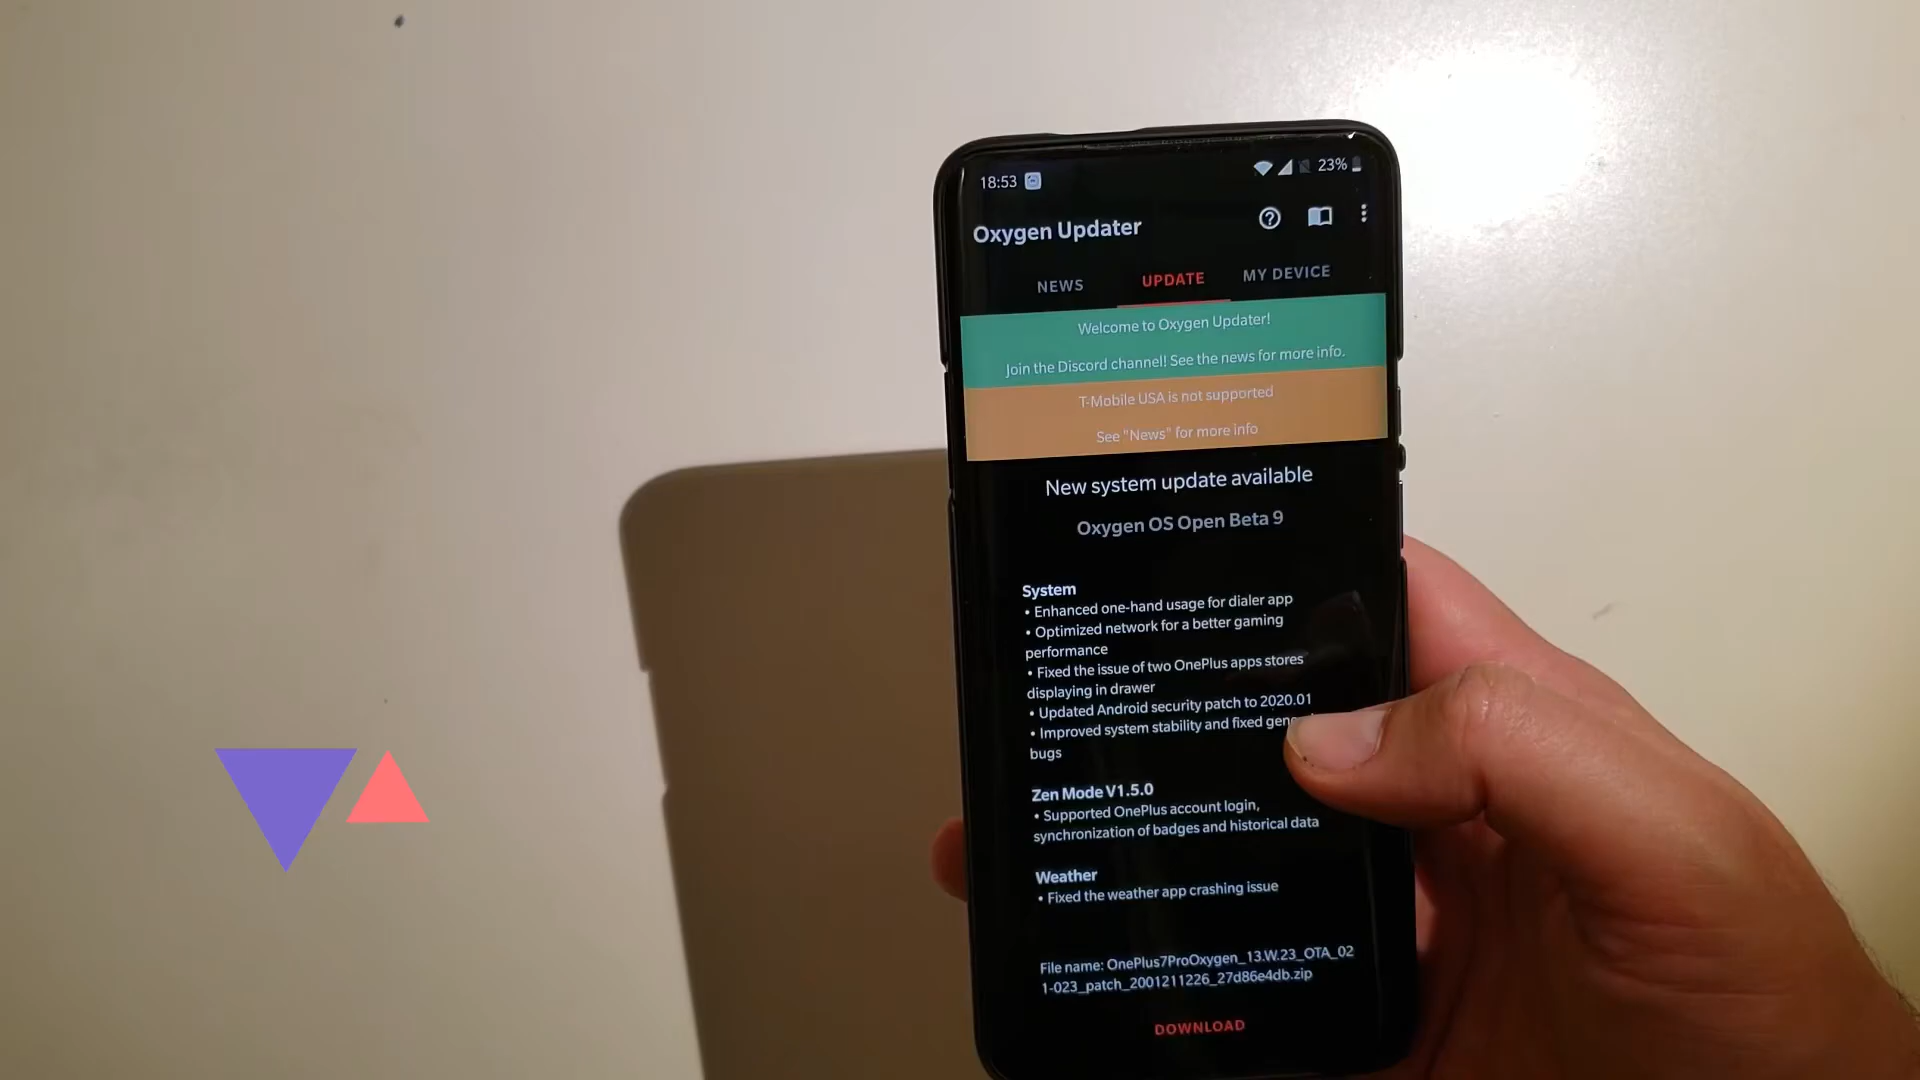 18:53
23%
Oxygen Updater
NEWS UPDATE MY DEVICE
Welcome to Oxygen Updater!
Join the Discord channel! See the news for more info.
T-Mobile USA is not supported
See "News" for more info
New system update available
Oxygen OS Open Beta 9
System
• Enhanced one-hand usage for dialer app
• Optimized network for a better gaming
performance
• Fixed the issue of two OnePlus apps stores
displaying in drawer
• Updated Android security patch to 2020.01
• Improved system stability and fixed
bugs
Zen Mode V1.5.0
• Supported OnePlus account login,
synchronization of badges and historical data
Weather
• Fixed the weather app crashing issue
File name: OnePlus7ProOxygen_13.W.23_OTA_02
1-023_patch_2001211226_27d86e4db.zip
DOWNLOAD